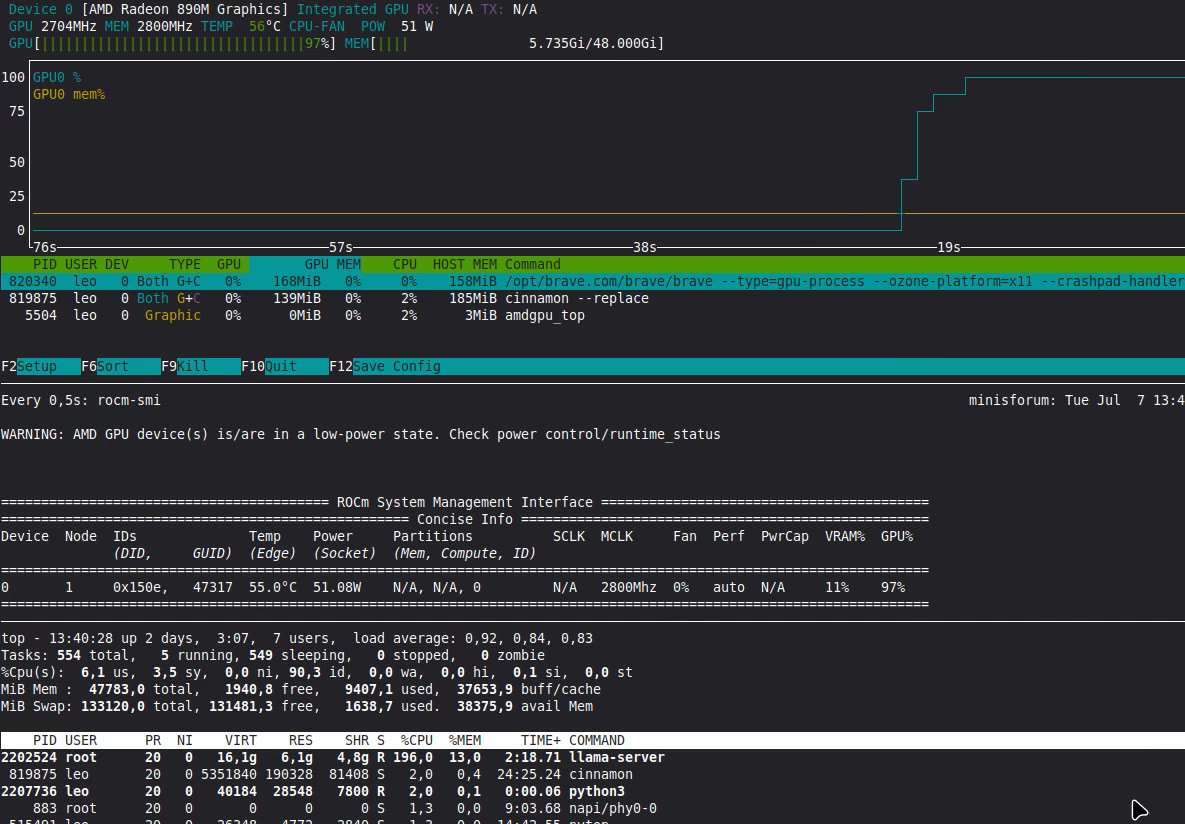 Device 0 [AMD Radeon 890M Graphics] Integrated GPU RX: N/A TX: N/A
GPU 2704MHz MEM 2800MHz TEMP  56°C CPU-FAN  POW  51 W
GPU[||||||||||||||||||||||||||||||||||97%] MEM[||||               5.735Gi/48.000Gi]
100 GPU0 %
GPU0 mem%
75
50
25
0
76s 57s 38s 19s
PID USER DEV TYPE GPU GPU MEM CPU HOST MEM Command
820340 leo 0 Both G+C 0% 168MiB 0% 0% 158MiB /opt/brave.com/brave/brave --type=gpu-process --ozone-platform=x11 --crashpad-handler
819875 leo 0 Both G+C 0% 139MiB 0% 2% 185MiB cinnamon --replace
5504 leo 0 Graphic 0% 0MiB 0% 2% 3MiB amdgpu_top
F2Setup F6Sort F9Kill F10Quit F12Save Config
Every 0,5s: rocm-smi minisforum: Tue Jul  7 13:4
WARNING: AMD GPU device(s) is/are in a low-power state. Check power control/runtime_status
========================================= ROCm System Management Interface =========================================
=================================================== Concise Info ===================================================
Device Node IDs Temp Power Partitions SCLK MCLK Fan Perf PwrCap VRAM% GPU%
(DID, GUID) (Edge) (Socket) (Mem, Compute, ID)
====================================================================================================================
0 1 0x150e, 47317 55.0°C 51.08W N/A, N/A, 0 N/A 2800Mhz 0% auto N/A 11% 97%
====================================================================================================================
top - 13:40:28 up 2 days,  3:07,  7 users,  load average: 0,92, 0,84, 0,83
Tasks: 554 total,   5 running, 549 sleeping,   0 stopped,   0 zombie
%Cpu(s):  6,1 us,  3,5 sy,  0,0 ni, 90,3 id,  0,0 wa,  0,0 hi,  0,1 si,  0,0 st
MiB Mem :  47783,0 total,   1940,8 free,   9407,1 used,  37653,9 buff/cache
MiB Swap: 133120,0 total, 131481,3 free,   1638,7 used.  38375,9 avail Mem
PID USER PR NI VIRT RES SHR S %CPU %MEM TIME+ COMMAND
2202524 root 20 0 16,1g 6,1g 4,8g R 196,0 13,0 2:18.71 llama-server
819875 leo 20 0 5351840 190328 81408 S 2,0 0,4 24:25.24 cinnamon
2207736 leo 20 0 40184 28548 7800 R 2,0 0,1 0:00.06 python3
883 root 20 0 0 0 0 S 1,3 0,0 9:03.68 napi/phy0-0